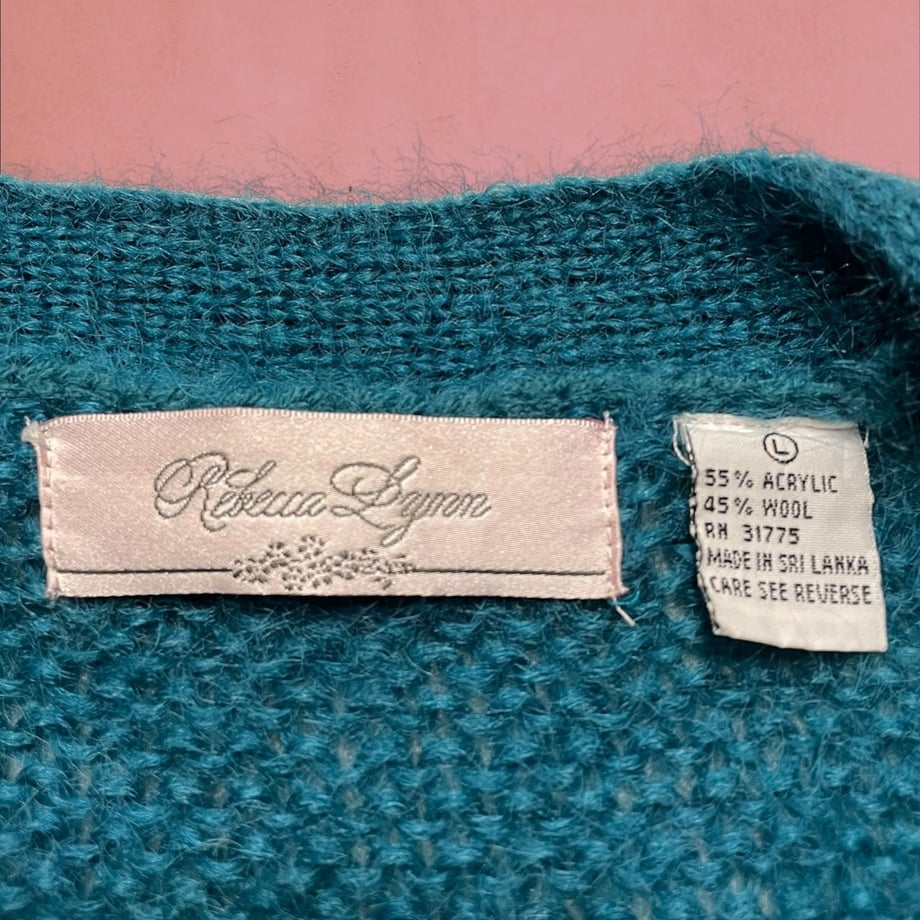 Rebecca Lynn
L
55% ACRYLIC
45% WOOL
RN 31775
MADE IN SRI LANKA
CARE SEE REVERSE